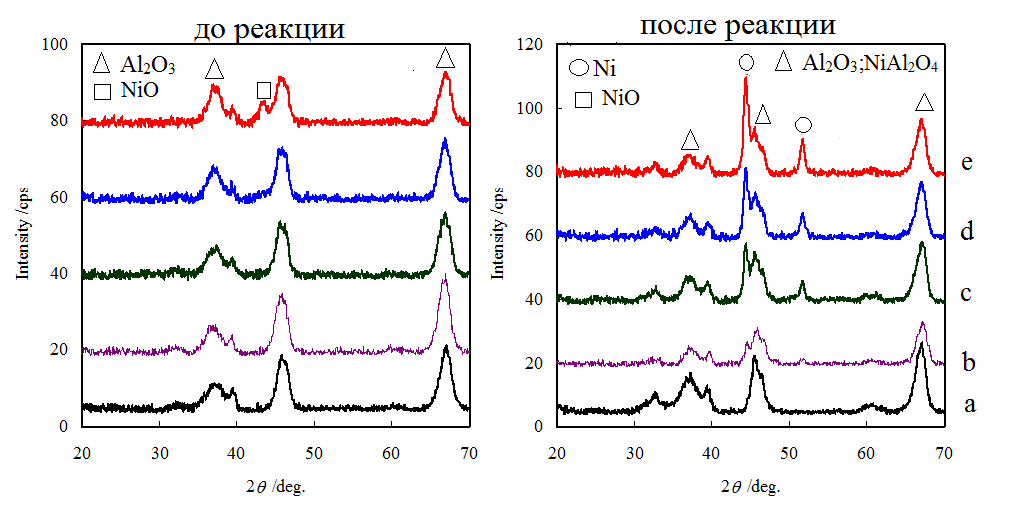 до реакции
100
80
60
40
20
0
Intensity /cps
Al₂O₃
NiO
20 30 40 50 60 70
2θ /deg.
после реакции
120
100
80
60
40
20
0
Intensity /cps
Ni
Al₂O₃;NiAl₂O₄
NiO
e
d
c
b
a
20 30 40 50 60 70
2θ /deg.